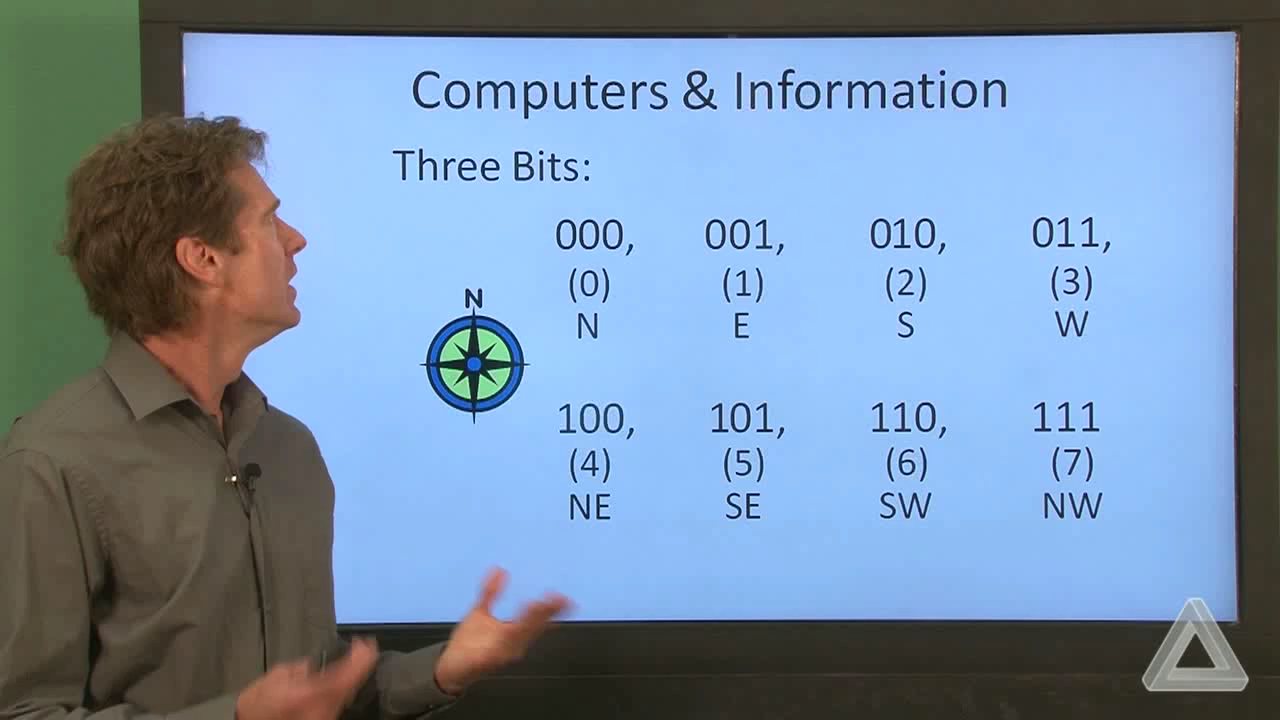 Computers & Information
Three Bits:
000, 001, 010, 011,
(0) (1) (2) (3)
N
N E S W
100, 101, 110, 111
(4) (5) (6) (7)
NE SE SW NW